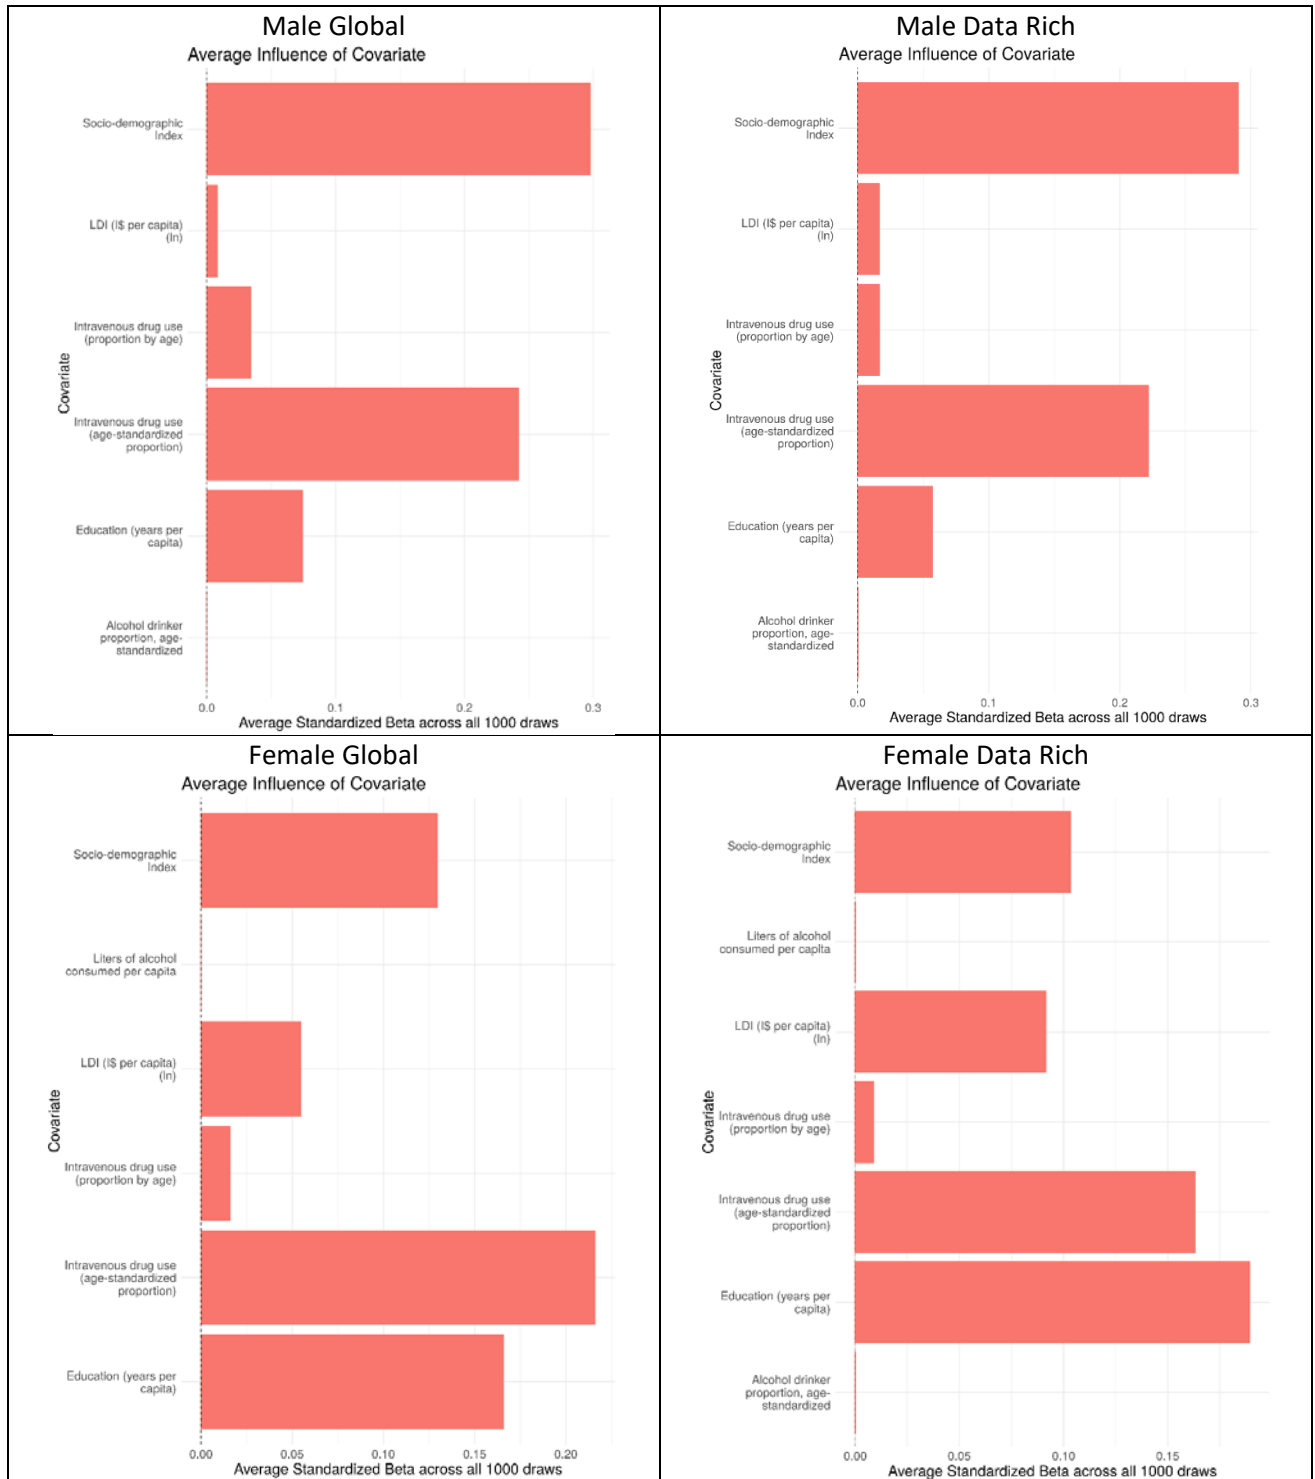 Male Global
Average Influence of Covariate
Covariate
Socio-demographic
Index
LDI (I$ per capita)
(ln)
Intravenous drug use
(proportion by age)
Intravenous drug use
(age-standardized
proportion)
Education (years per
capita)
Alcohol drinker
proportion, age-
standardized
0.0 0.1 0.2 0.3
Average Standardized Beta across all 1000 draws
Male Data Rich
Average Influence of Covariate
Covariate
Socio-demographic
Index
LDI (I$ per capita)
(ln)
Intravenous drug use
(proportion by age)
Intravenous drug use
(age-standardized
proportion)
Education (years per
capita)
Alcohol drinker
proportion, age-
standardized
0.0 0.1 0.2 0.3
Average Standardized Beta across all 1000 draws
Female Global
Average Influence of Covariate
Covariate
Socio-demographic
Index
Liters of alcohol
consumed per capita
LDI (I$ per capita)
(ln)
Intravenous drug use
(proportion by age)
Intravenous drug use
(age-standardized
proportion)
Education (years per
capita)
0.00 0.05 0.10 0.15 0.20
Average Standardized Beta across all 1000 draws
Female Data Rich
Average Influence of Covariate
Covariate
Socio-demographic
Index
Liters of alcohol
consumed per capita
LDI (I$ per capita)
(ln)
Intravenous drug use
(proportion by age)
Intravenous drug use
(age-standardized
proportion)
Education (years per
capita)
Alcohol drinker
proportion, age-
standardized
0.00 0.05 0.10 0.15
Average Standardized Beta across all 1000 draws